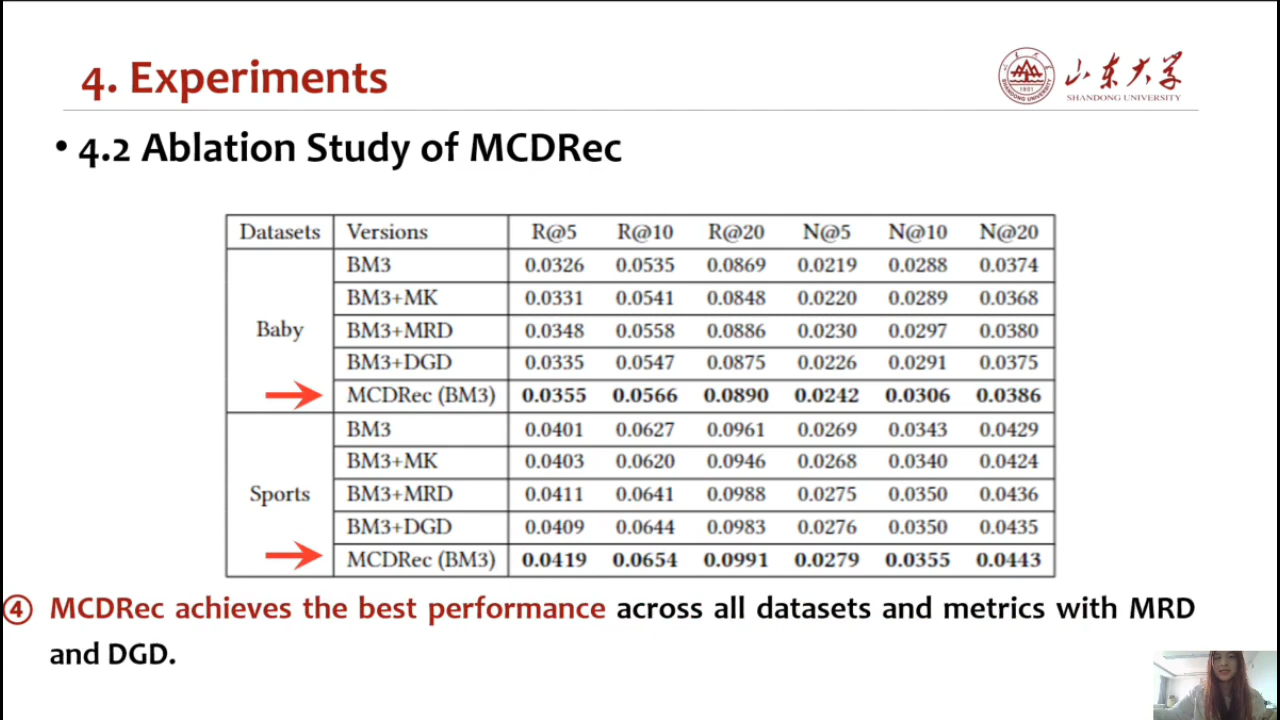 4. Experiments
山东大学
SHANDONG UNIVERSITY
1901
• 4.2 Ablation Study of MCDRec
Datasets Versions R@5 R@10 R@20 N@5 N@10 N@20
Baby
BM3 0.0326 0.0535 0.0869 0.0219 0.0288 0.0374
BM3+MK 0.0331 0.0541 0.0848 0.0220 0.0289 0.0368
BM3+MRD 0.0348 0.0558 0.0886 0.0230 0.0297 0.0380
BM3+DGD 0.0335 0.0547 0.0875 0.0226 0.0291 0.0375
MCDRec (BM3) 0.0355 0.0566 0.0890 0.0242 0.0306 0.0386
Sports
BM3 0.0401 0.0627 0.0961 0.0269 0.0343 0.0429
BM3+MK 0.0403 0.0620 0.0946 0.0268 0.0340 0.0424
BM3+MRD 0.0411 0.0641 0.0988 0.0275 0.0350 0.0436
BM3+DGD 0.0409 0.0644 0.0983 0.0276 0.0350 0.0435
MCDRec (BM3) 0.0419 0.0654 0.0991 0.0279 0.0355 0.0443
④ MCDRec achieves the best performance across all datasets and metrics with MRD
and DGD.